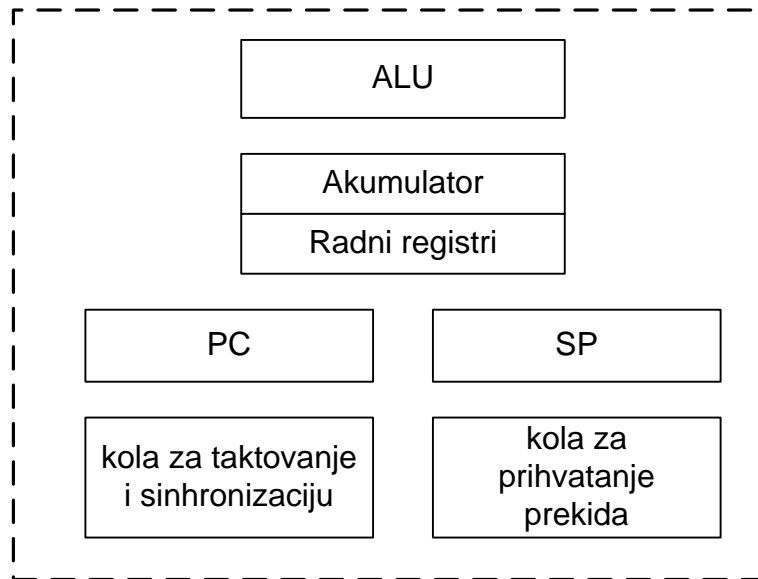 ALU
Akumulator
Radni registri
PC
SP
kola za taktovanje
i sinhronizaciju
kola za
prihvatanje
prekida